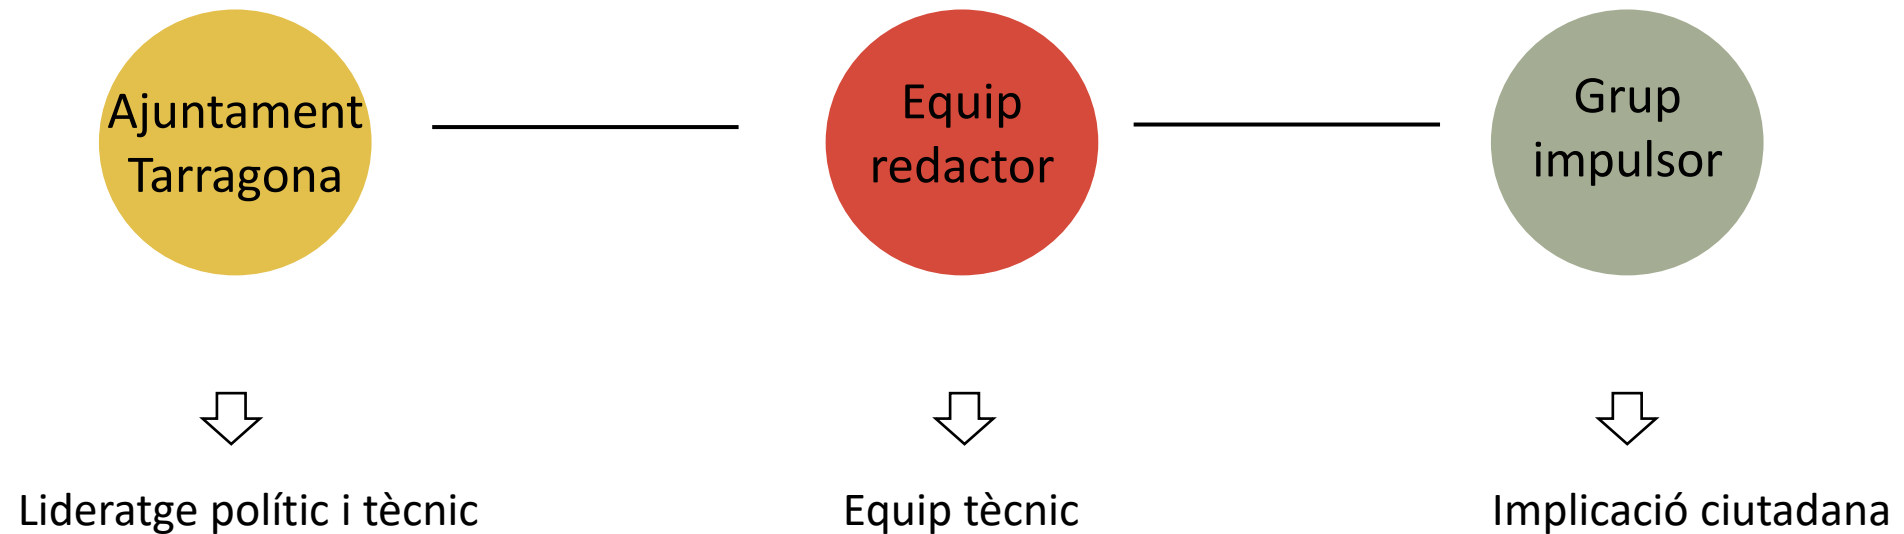 Ajuntament
Tarragona
Equip
redactor
Grup
impulsor
Lideratge polític i tècnic
Equip tècnic
Implicació ciutadana